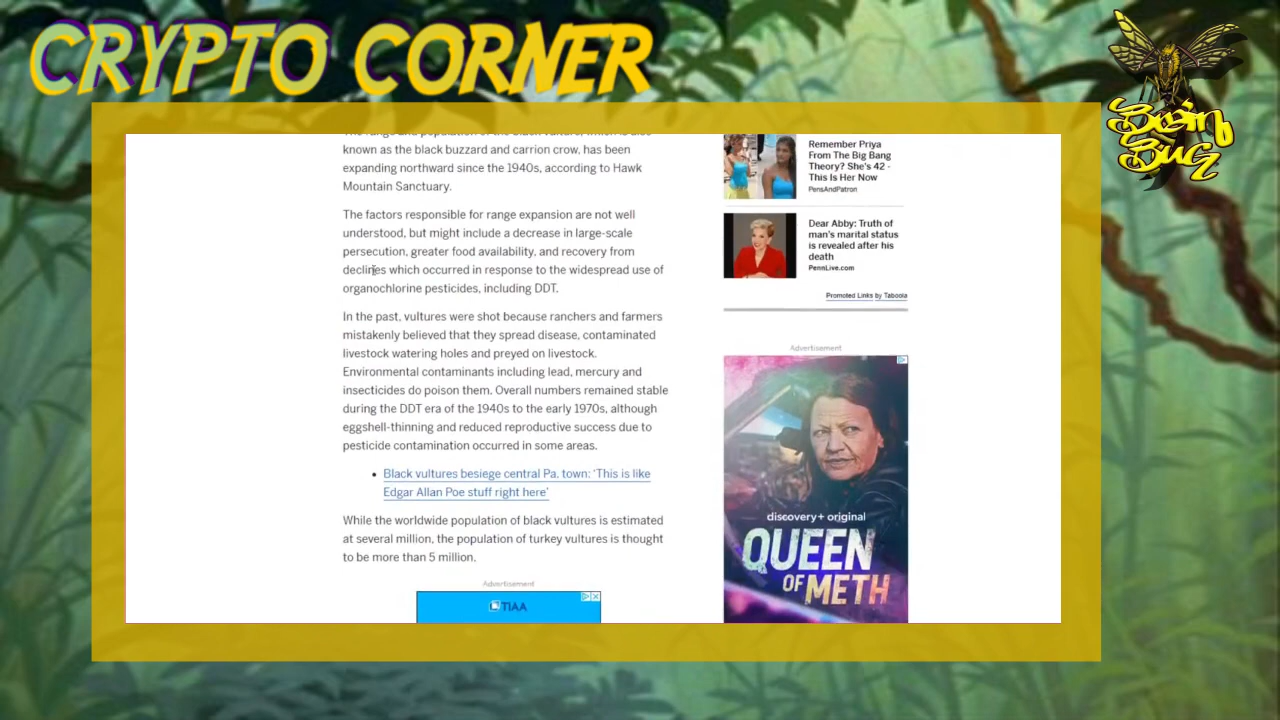 CRYPTO CORNER
Brain
Bug
known as the black buzzard and carrion crow, has been
expanding northward since the 1940s, according to Hawk
Mountain Sanctuary.
The factors responsible for range expansion are not well
understood, but might include a decrease in large-scale
persecution, greater food availability, and recovery from
declines which occurred in response to the widespread use of
organochlorine pesticides, including DDT.
In the past, vultures were shot because ranchers and farmers
mistakenly believed that they spread disease, contaminated
livestock watering holes and preyed on livestock.
Environmental contaminants including lead, mercury and
insecticides do poison them. Overall numbers remained stable
during the DDT era of the 1940s to the early 1970s, although
eggshell-thinning and reduced reproductive success due to
pesticide contamination occurred in some areas.
• Black vultures besiege central Pa. town: ‘This is like
Edgar Allan Poe stuff right here’
While the worldwide population of black vultures is estimated
at several million, the population of turkey vultures is thought
to be more than 5 million.
Advertisement
TIAA
Remember Priya
From The Big Bang
Theory? She's 42 -
This Is Her Now
PensAndPatron
Dear Abby: Truth of
man’s marital status
is revealed after his
death
PennLive.com
Promoted Links by Taboola
Advertisement
discovery+ original
QUEEN
OF METH